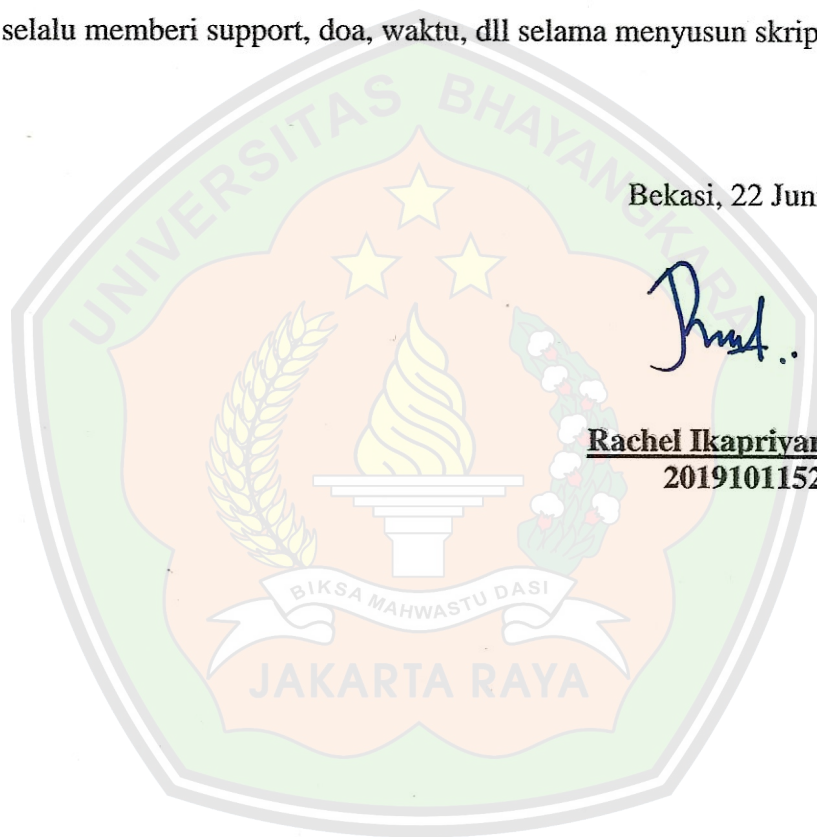 selalu memberi support, doa, waktu, dll selama menyusun skrip
Bekasi, 22 Jun
Rachel Ikapriyan
2019101152
UNIVERSITAS BHAYANGKARA
BIKSA MAHWASTU DASI
JAKARTA RAYA